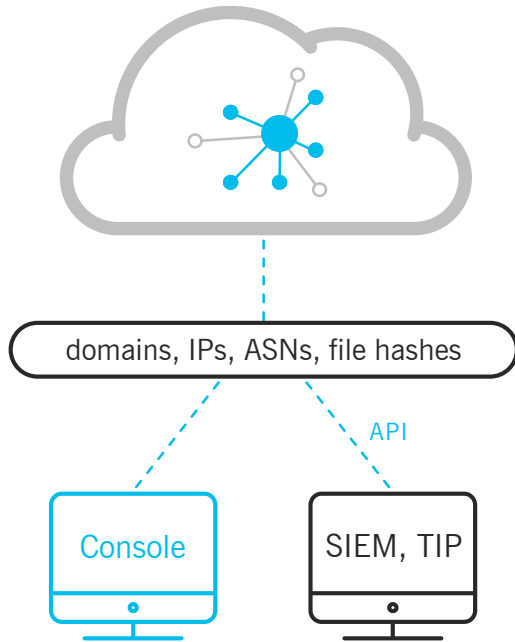 domains, IPs, ASNs, file hashes
API
Console
SIEM, TIP